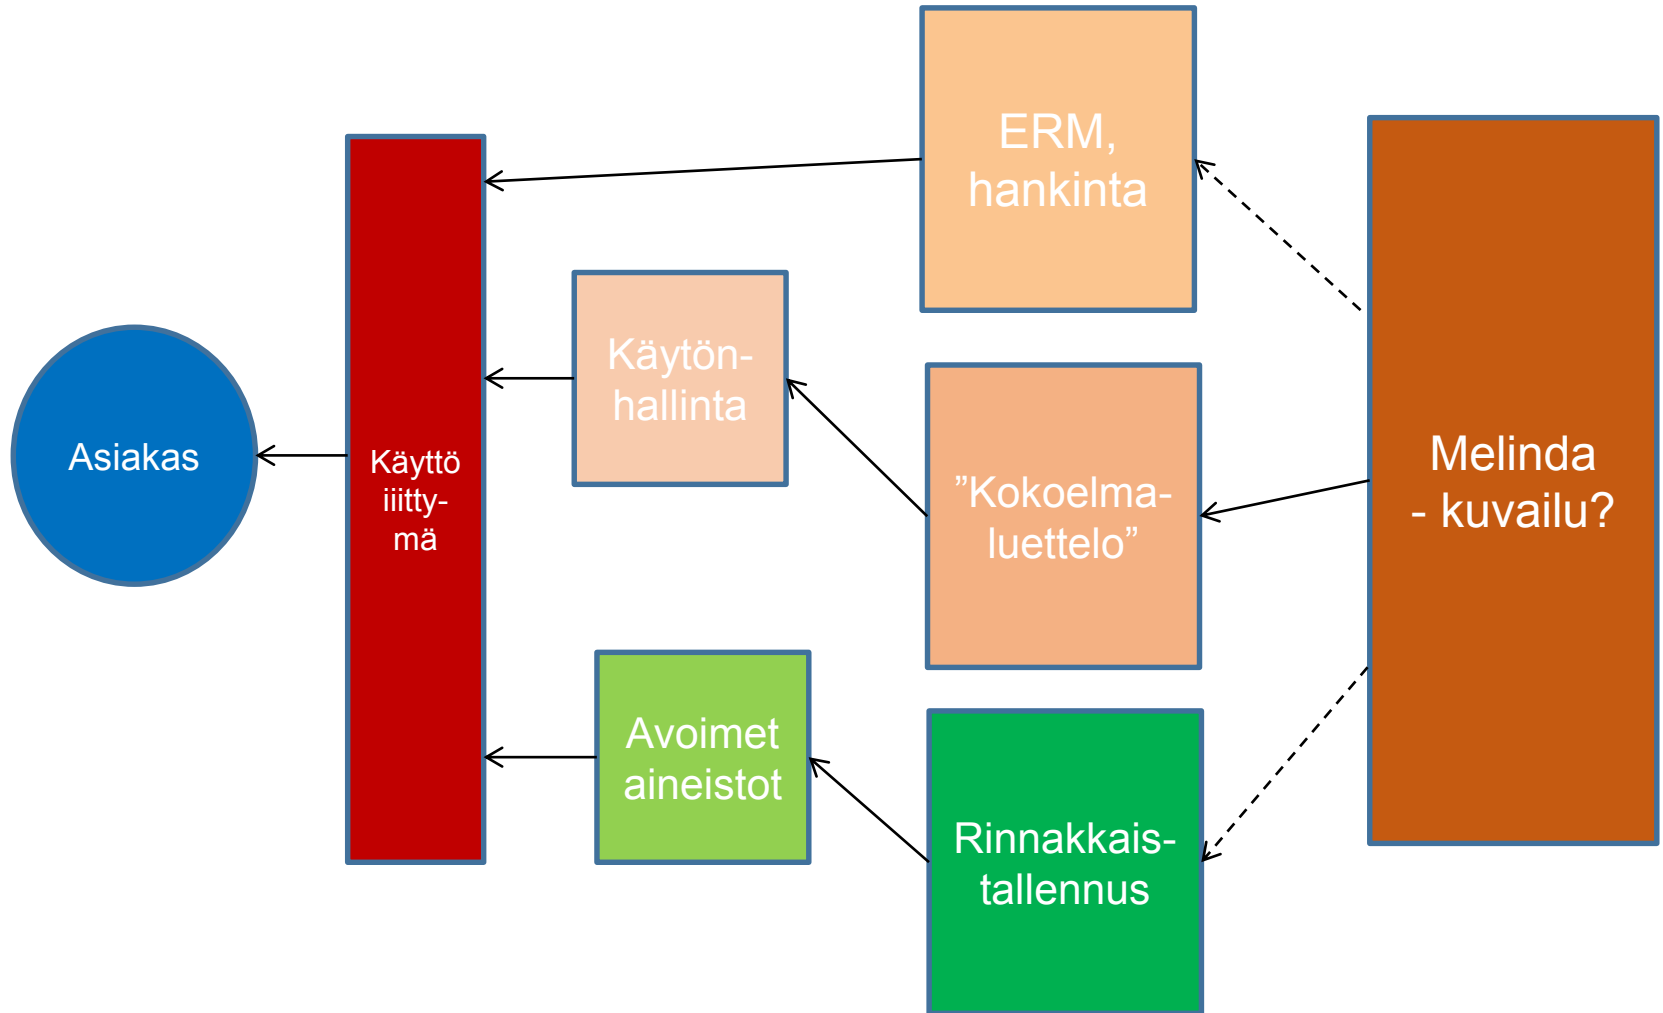 Asiakas
Käyttö
iiitty-
mä
Käytön-
hallinta
Avoimet
aineistot
ERM,
hankinta
”Kokoelma-
luettelo”
Rinnakkais-
tallennus
Melinda
- kuvailu?